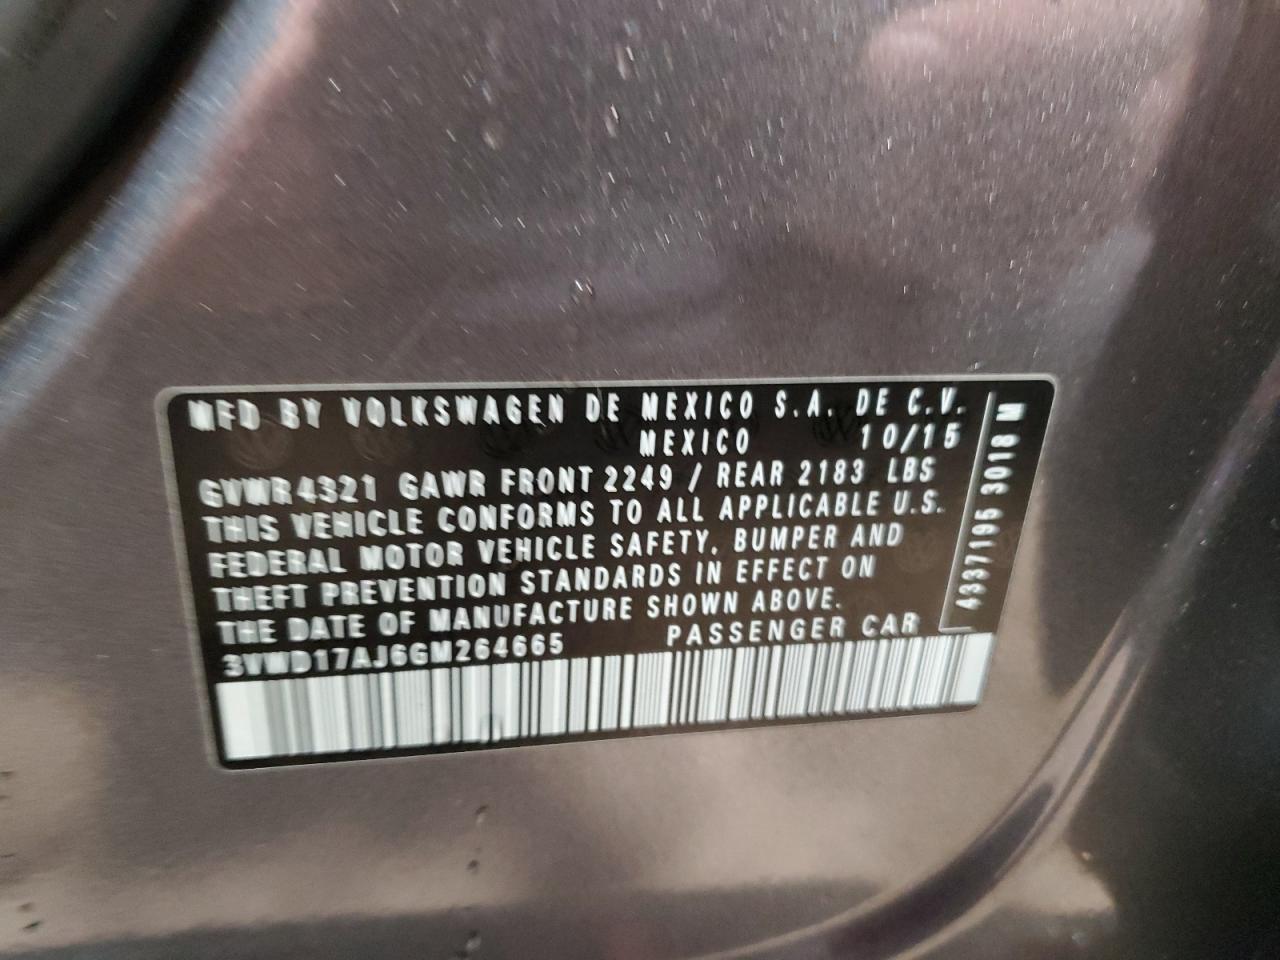 MFD BY VOLKSWAGEN DE MEXICO S.A. DE C.V.
MEXICO 10/15
GVWR 4321 GAWR FRONT 2249 / REAR 2183 LBS
THIS VEHICLE CONFORMS TO ALL APPLICABLE U.S.
FEDERAL MOTOR VEHICLE SAFETY, BUMPER AND
THEFT PREVENTION STANDARDS IN EFFECT ON
THE DATE OF MANUFACTURE SHOWN ABOVE.
3VWD17AJ6GM264665 PASSENGER CAR
4337195 3018 M